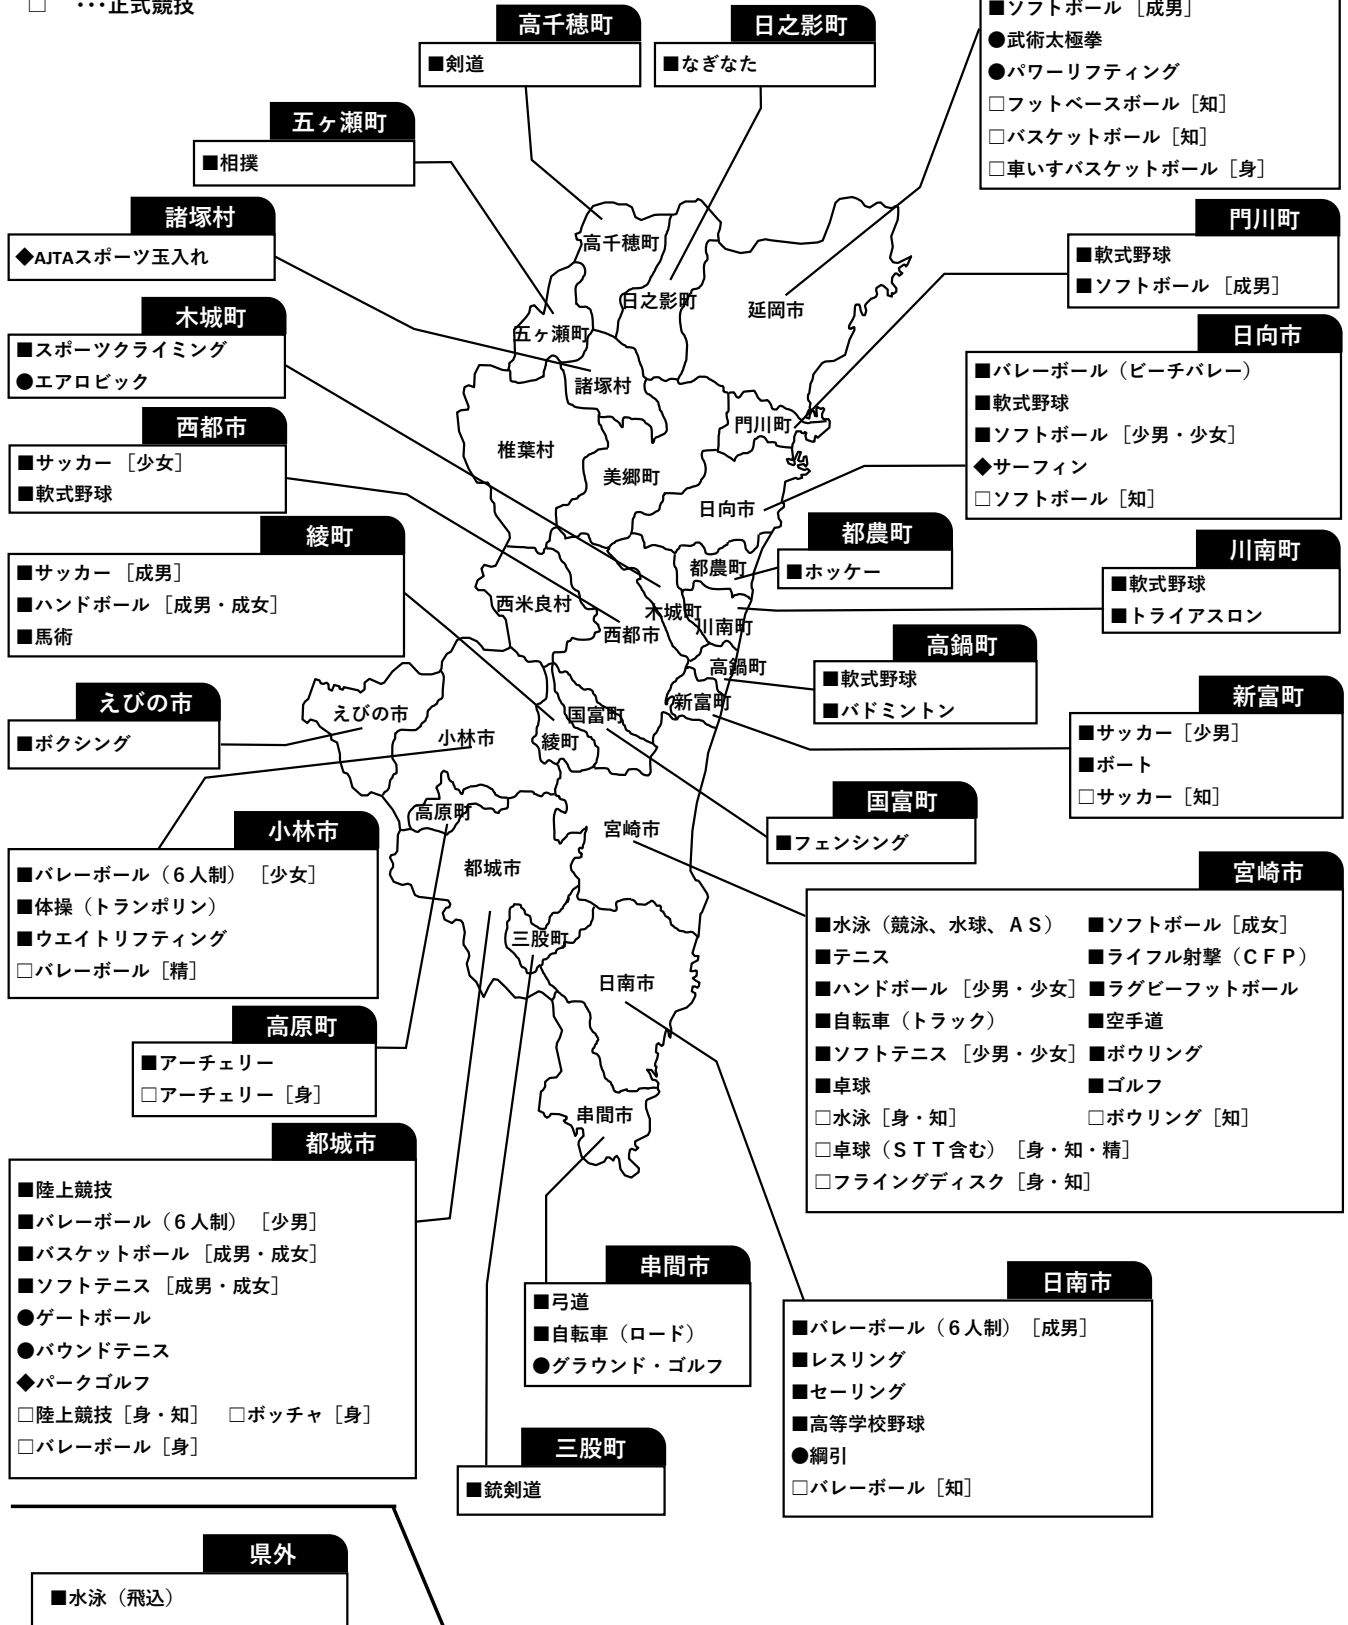 □ ･･･正式競技
高千穂町
■剣道
日之影町
■なぎなた
■ソフトボール［成男］
●武術太極拳
●パワーリフティング
□フットベースボール［知］
□バスケットボール［知］
□車いすバスケットボール［身］
五ヶ瀬町
■相撲
諸塚村
◆AJTAスポーツ玉入れ
門川町
■軟式野球
■ソフトボール［成男］
木城町
■スポーツクライミング
●エアロビック
日向市
■バレーボール（ビーチバレー）
■軟式野球
■ソフトボール［少男・少女］
◆サーフィン
□ソフトボール［知］
西都市
■サッカー［少女］
■軟式野球
綾町
■サッカー［成男］
■ハンドボール［成男・成女］
■馬術
都農町
■ホッケー
川南町
■軟式野球
■トライアスロン
高鍋町
■軟式野球
■バドミントン
えびの市
■ボクシング
新富町
■サッカー［少男］
■ボート
□サッカー［知］
国富町
■フェンシング
小林市
■バレーボール（６人制）［少女］
■体操（トランポリン）
■ウエイトリフティング
□バレーボール［精］
宮崎市
■水泳（競泳、水球、ＡＳ） ■ソフトボール［成女］
■テニス ■ライフル射撃（ＣＦＰ）
■ハンドボール［少男・少女］ ■ラグビーフットボール
■自転車（トラック） ■空手道
■ソフトテニス［少男・少女］ ■ボウリング
■卓球 ■ゴルフ
□水泳［身・知］ □ボウリング［知］
□卓球（ＳＴＴ含む）［身・知・精］
□フライングディスク［身・知］
高原町
■アーチェリー
□アーチェリー［身］
都城市
■陸上競技
■バレーボール（６人制）［少男］
■バスケットボール［成男・成女］
■ソフトテニス［成男・成女］
●ゲートボール
●バウンドテニス
◆パークゴルフ
□陸上競技［身・知］ □ボッチャ［身］
□バレーボール［身］
串間市
■弓道
■自転車（ロード）
●グラウンド・ゴルフ
日南市
■バレーボール（６人制）［成男］
■レスリング
■セーリング
■高等学校野球
●綱引
□バレーボール［知］
三股町
■銃剣道
県外
■水泳（飛込）
高千穂町
日之影町
延岡市
五ヶ瀬町
諸塚村
門川町
椎葉村
美郷町
日向市
都農町
西米良村
木城町
西都市
川南町
高鍋町
新富町
えびの市
国富町
小林市
綾町
高原町
宮崎市
都城市
三股町
日南市
串間市